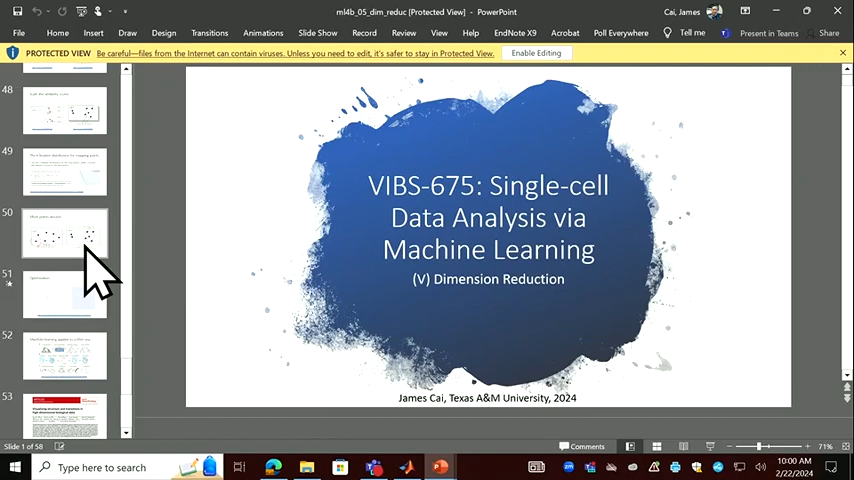 ml4b_05_dim_reduc [Protected View] - PowerPoint
Cai, James
File Home Insert Draw Design Transitions Animations Slide Show Record Review View Help EndNote X9 Acrobat Poll Everywhere Tell me Present in Teams Share
PROTECTED VIEW Be careful—files from the Internet can contain viruses. Unless you need to edit, it's safer to stay in Protected View. Enable Editing
48
49
50
51
52
53
VIBS-675: Single-cell
Data Analysis via
Machine Learning
(V) Dimension Reduction
James Cai, Texas A&M University, 2024
Slide 1 of 58
Comments
71%
Type here to search
10:00 AM
2/22/2024